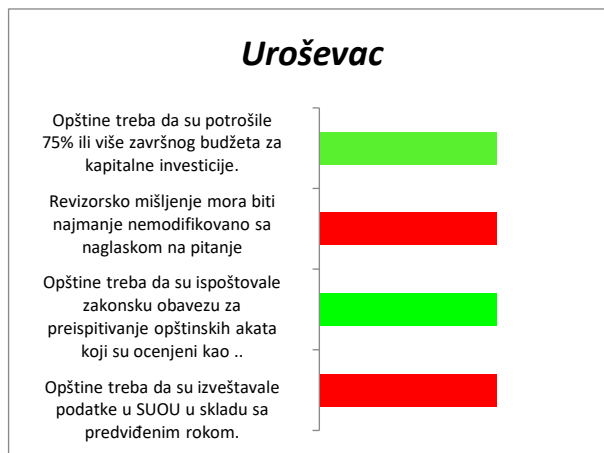 Uroševac
Opštine treba da su potrošile
75% ili više završnog budžeta za
kapitalne investicije.
Revizorsko mišljenje mora biti
najmanje nemodifikovano sa
naglaskom na pitanje
Opštine treba da su ispoštovale
zakonsku obavezu za
preispitivanje opštinskih akata
koji su ocenjeni kao ..
Opštine treba da su izveštavale
podatke u SUOU u skladu sa
predviđenim rokom.